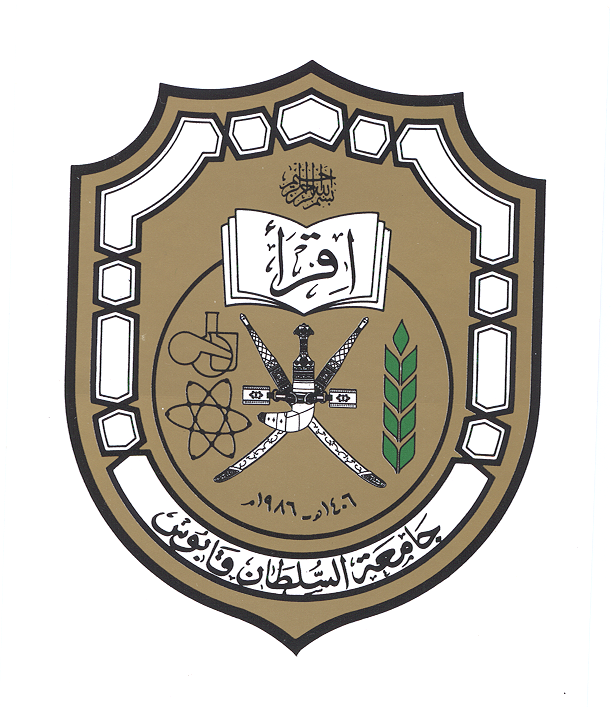 بسم الله الرحمن الرحيم
اقرأ
١٤٠٦هـ - ١٩٨٦م
جامعة السلطان قابوس